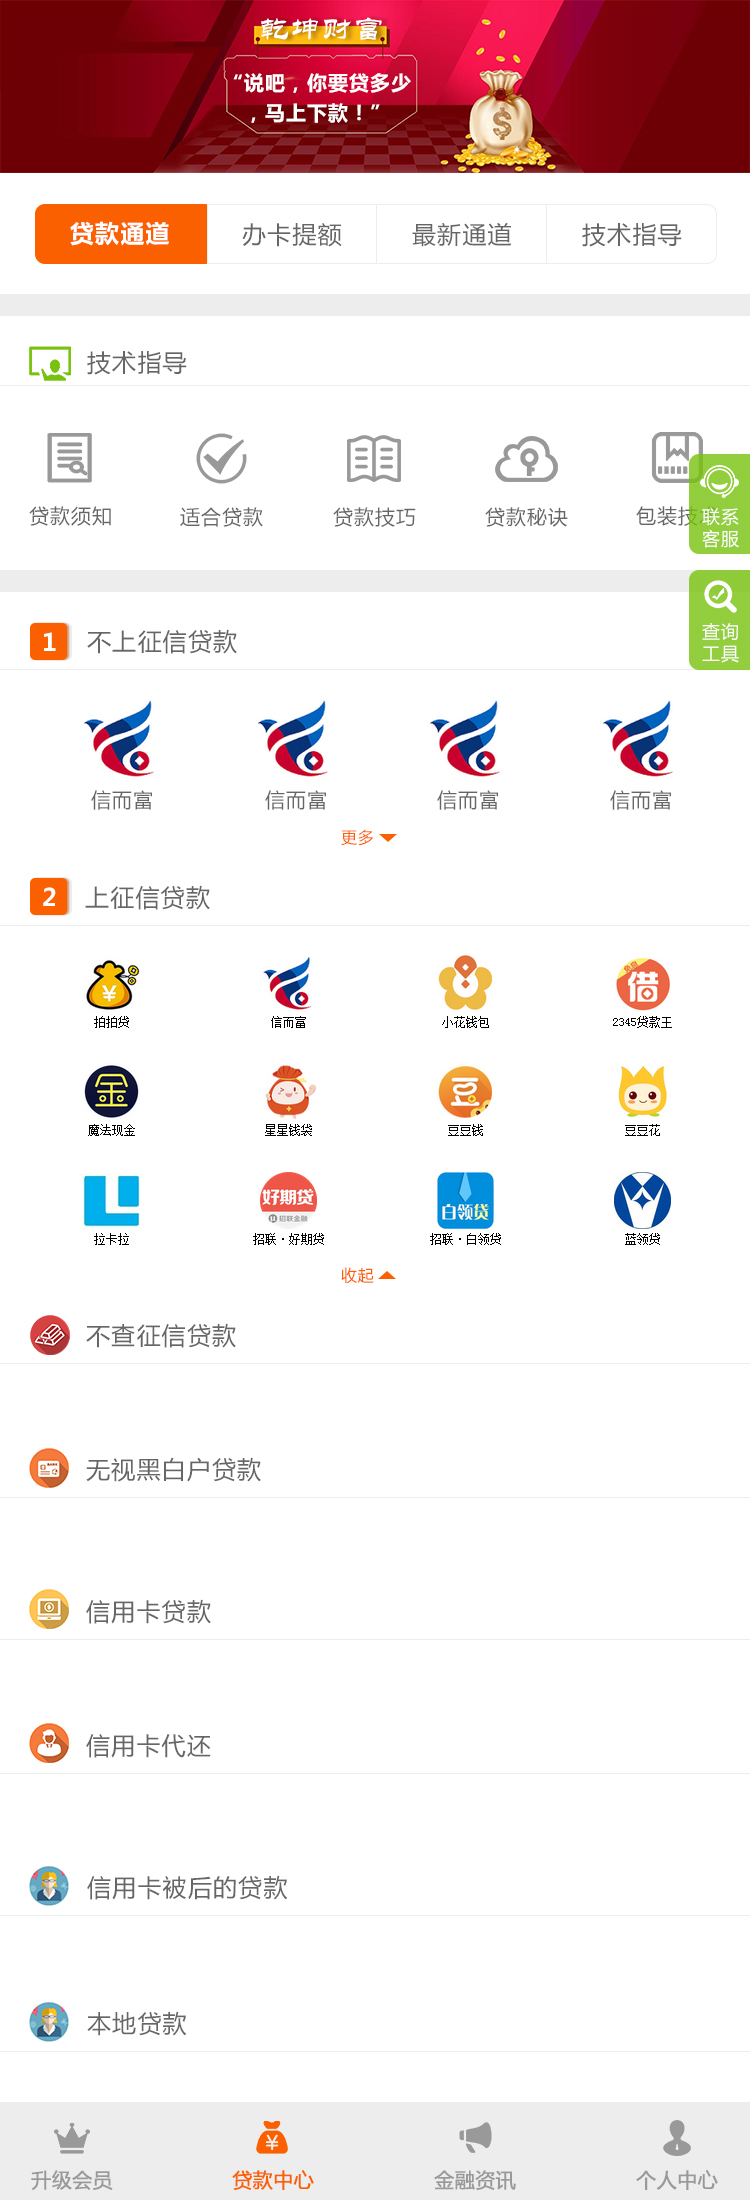 乾坤财富
“说吧，你要贷多少
，马上下款！”
贷款通道 办卡提额 最新通道 技术指导
技术指导
贷款须知 适合贷款 贷款技巧 贷款秘诀 包装技
联系
客服
查询
工具
1 不上征信贷款
信而富 信而富 信而富 信而富
更多
2 上征信贷款
借
拍拍贷 信而富 小花钱包 2345贷款王
金 豆
魔法现金 星星钱袋 豆豆钱 豆豆花
好期贷 白领贷
招联金融
拉卡拉 招联·好期贷 招联·白领贷 蓝领贷
收起
不查征信贷款
无视黑白户贷款
信用卡贷款
信用卡代还
信用卡被后的贷款
本地贷款
升级会员 贷款中心 金融资讯 个人中心